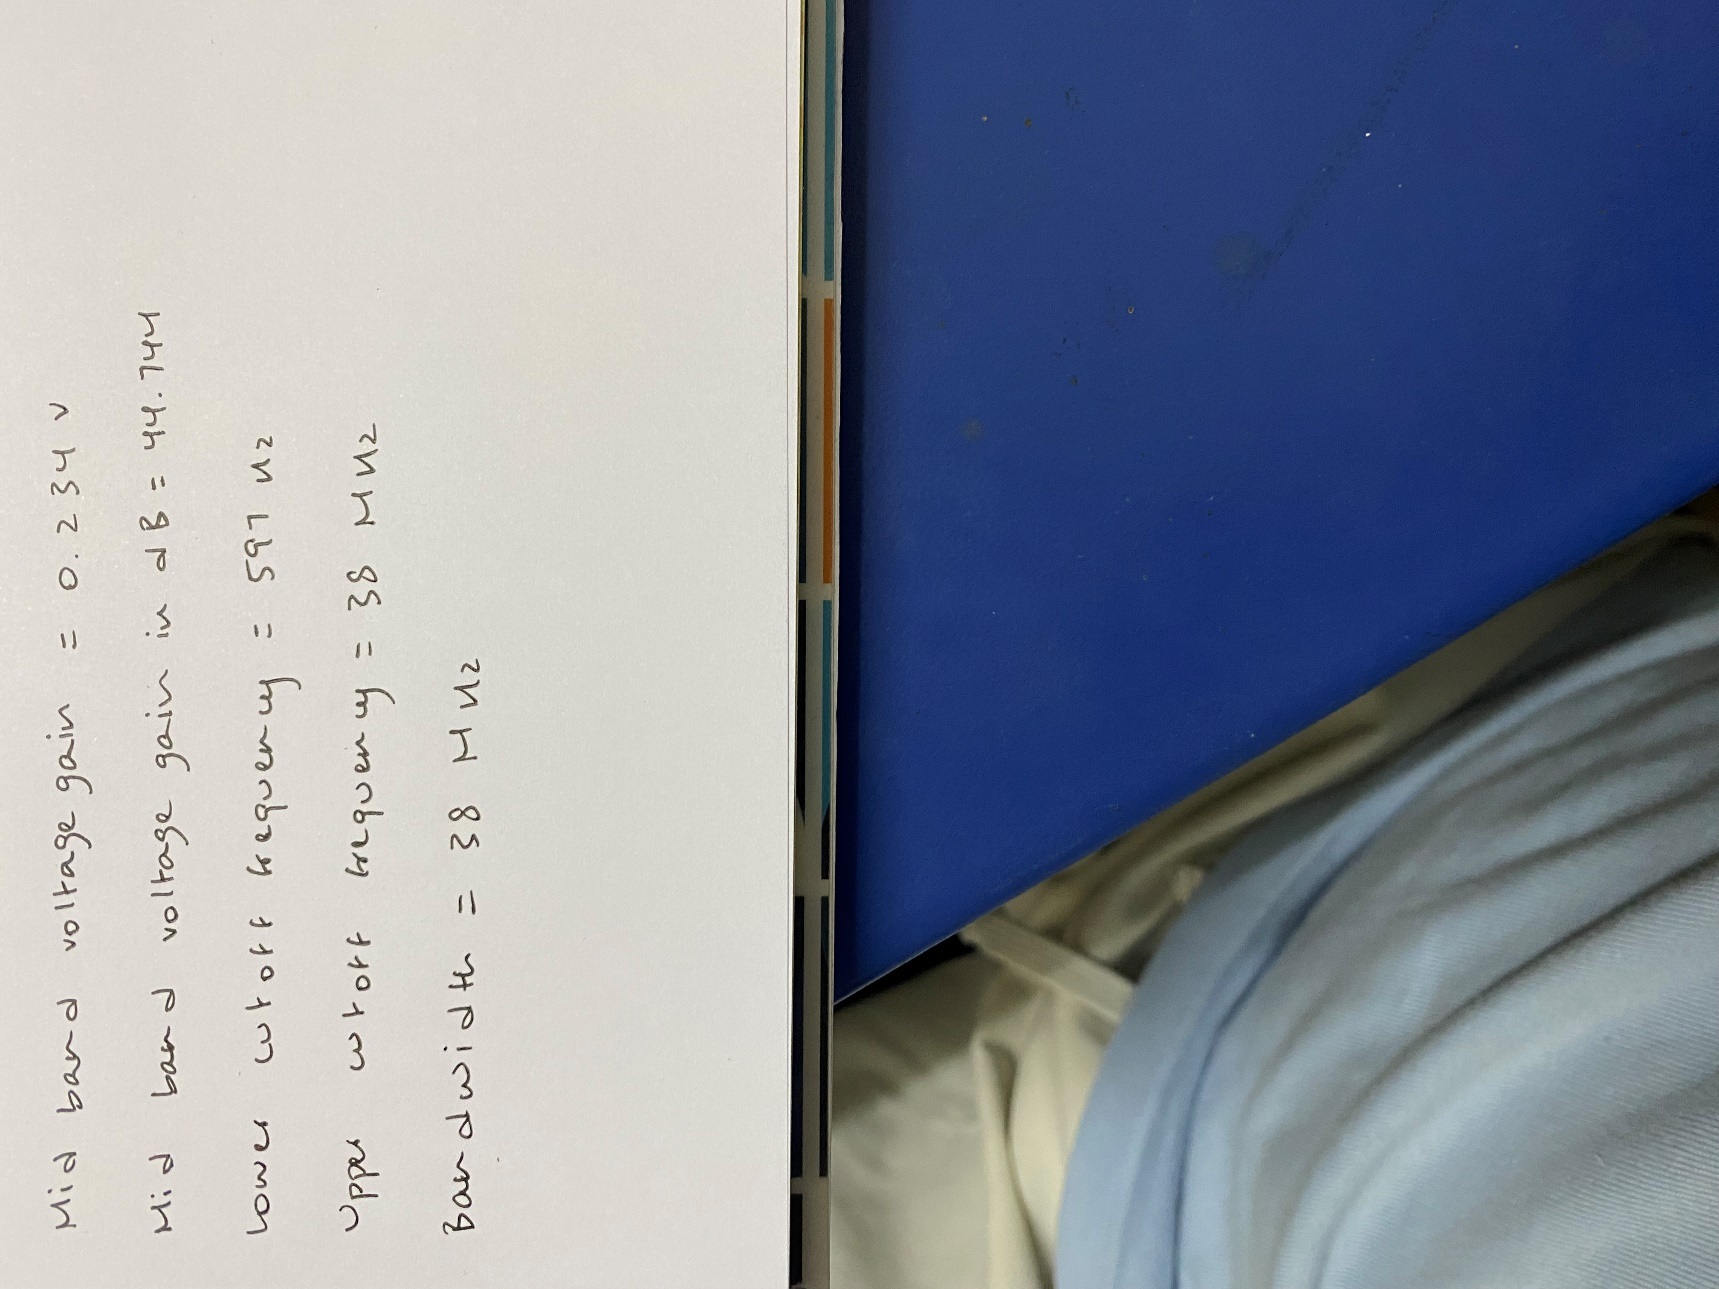 Mid band voltage gain = 0.234 V
Mid band voltage gain in dB = 44.744
Lower cutoff frequency = 597 Hz
Upper cutoff frequency = 38 MHz
Bandwidth = 38 MHz